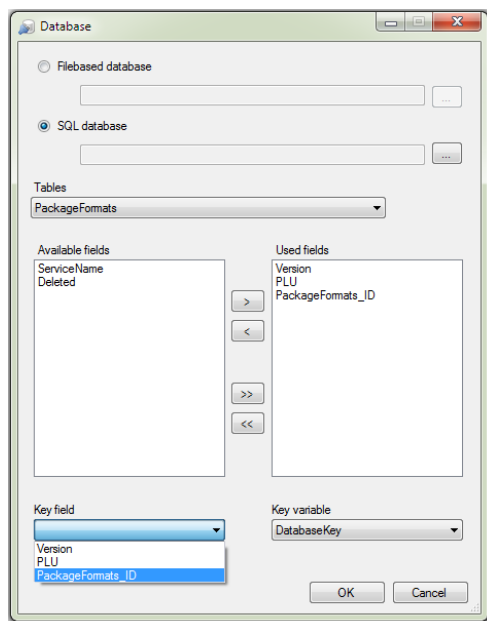 Database
Filebased database
...
SQL database
...
Tables
PackageFormats
Available fields
Used fields
ServiceName
Deleted
Version
PLU
PackageFormats_ID
>
<
>>
<<
Key field
Key variable
DatabaseKey
Version
PLU
PackageFormats_ID
OK
Cancel